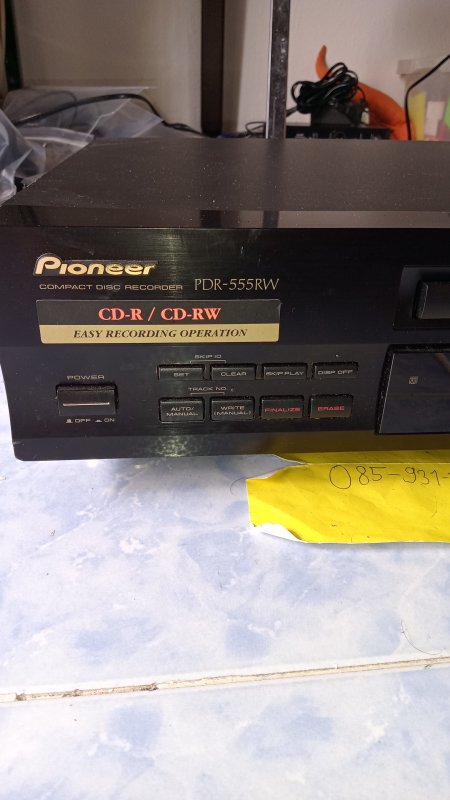 Pioneer
COMPACT DISC RECORDER PDR-555RW
CD-R / CD-RW
EASY RECORDING OPERATION
SKIP ID
SET CLEAR SKIP PLAY DISP OFF
POWER
TRACK NO.
AUTO/MANUAL WRITE (MANUAL) FINALIZE ERASE
OFF ON
085-931-